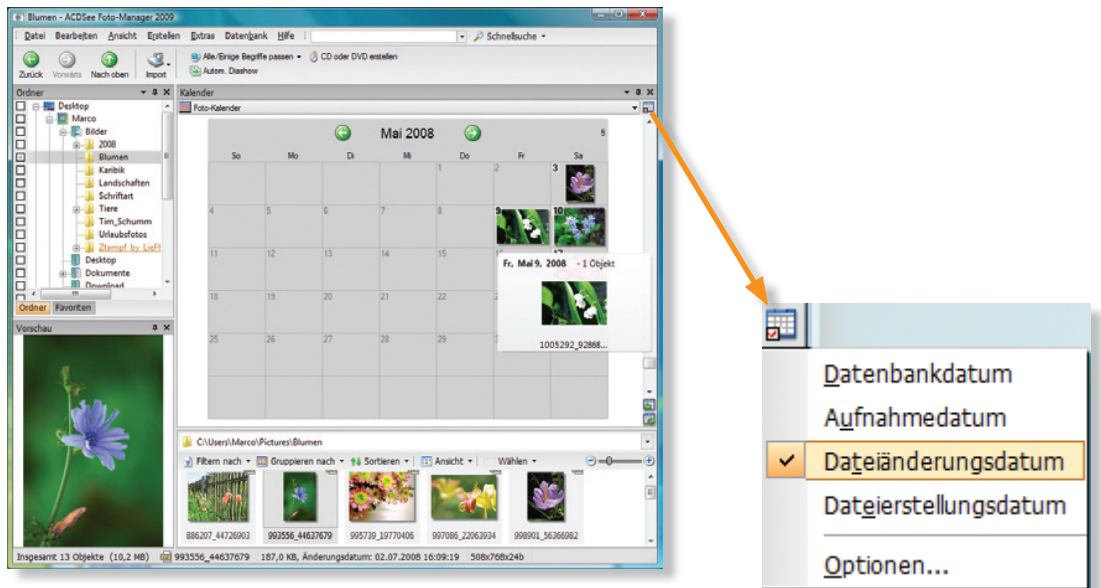 Blumen - ACDSee Foto-Manager 2009
Datei Bearbeiten Ansicht Erstellen Extras Datenbank Hilfe Schnellsuche
Alle/Einige Begriffe passen CD oder DVD erstellen
Autom. Diashow
Zurück Vorwärts Nach oben Import
Ordner
Desktop
Marco
Bilder
2008
Blumen
Karibik
Landschaften
Schriftart
Tiere
Tim_Schumm
Urlaubsfotos
Desktop
Dokumente
Download
Ordner Favoriten
Vorschau
Kalender
Foto-Kalender
Mai 2008 5
So Mo Di Mi Do Fr Sa
1 2 3
4 5 6 7 8 9 10
11 12 13 14 15
Fr, Mai 9, 2008 - 1 Objekt
18 19 20 21 22
25 26 27 28 29
1005292_92868...
C:\Users\Marco\Pictures\Blumen
Filtern nach Gruppieren nach Sortieren Ansicht Wählen
886207_44726903 993556_44637679 995739_19770406 997086_22063934 998901_56366982
Insgesamt 13 Objekte (10,2 MB) 993556_44637679 187,0 KB, Änderungsdatum: 02.07.2008 16:09:19 508x768x24b
Datenbankdatum
Aufnahmedatum
Dateiänderungsdatum
Dateierstellungsdatum
Optionen...